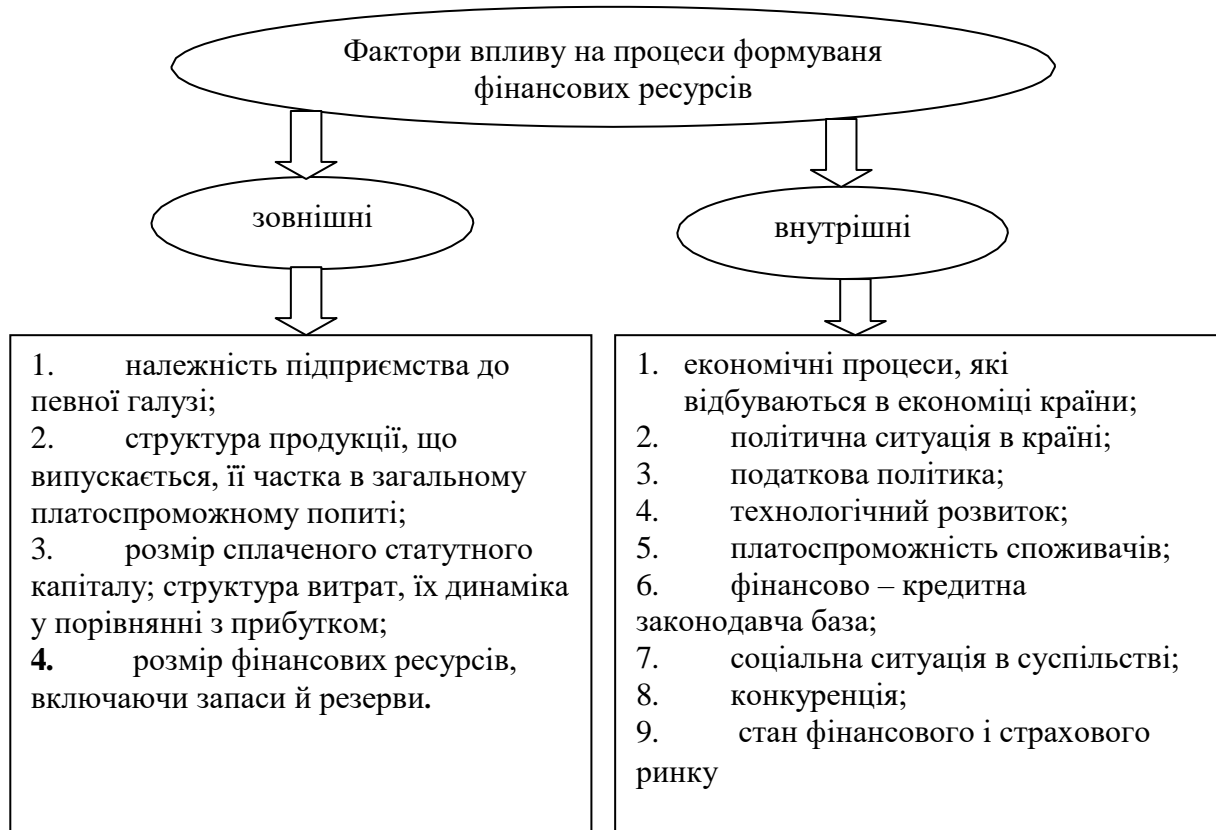 Фактори впливу на процеси формуваня
фінансових ресурсів
зовнішні
внутрішні
1. належність підприємства до
певної галузі;
2. структура продукції, що
випускається, її частка в загальному
платоспроможному попиті;
3. розмір сплаченого статутного
капіталу; структура витрат, їх динаміка
у порівнянні з прибутком;
4. розмір фінансових ресурсів,
включаючи запаси й резерви.
1. економічні процеси, які
відбуваються в економіці країни;
2. політична ситуація в країні;
3. податкова політика;
4. технологічний розвиток;
5. платоспроможність споживачів;
6. фінансово – кредитна
законодавча база;
7. соціальна ситуація в суспільстві;
8. конкуренція;
9. стан фінансового і страхового
ринку